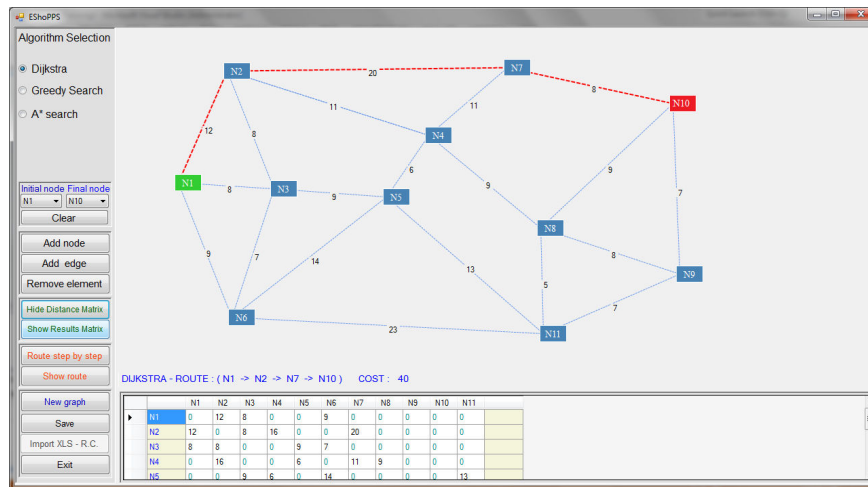 EShoPPS
Algorithm Selection
Dijkstra
Greedy Search
A* search
Initial node Final node
N1 N10
Clear
Add node
Add edge
Remove element
Hide Distance Matrix
Show Results Matrix
Route step by step
Show route
New graph
Save
Import XLS - R.C.
Exit
N2
20
N7
8
N10
11
11
12
8
N4
6
9
9
7
N1
8
N3
9
N5
N8
9
7
14
13
8
5
N9
7
N6
23
N11
DIJKSTRA - ROUTE : ( N1 -> N2 -> N7 -> N10 ) COST : 40
N1 N2 N3 N4 N5 N6 N7 N8 N9 N10 N11
N1 0 12 8 0 0 9 0 0 0 0 0
N2 12 0 8 16 0 0 20 0 0 0 0
N3 8 8 0 0 9 7 0 0 0 0 0
N4 0 16 0 0 6 0 11 9 0 0 0
N5 0 0 9 6 0 14 0 0 0 0 13